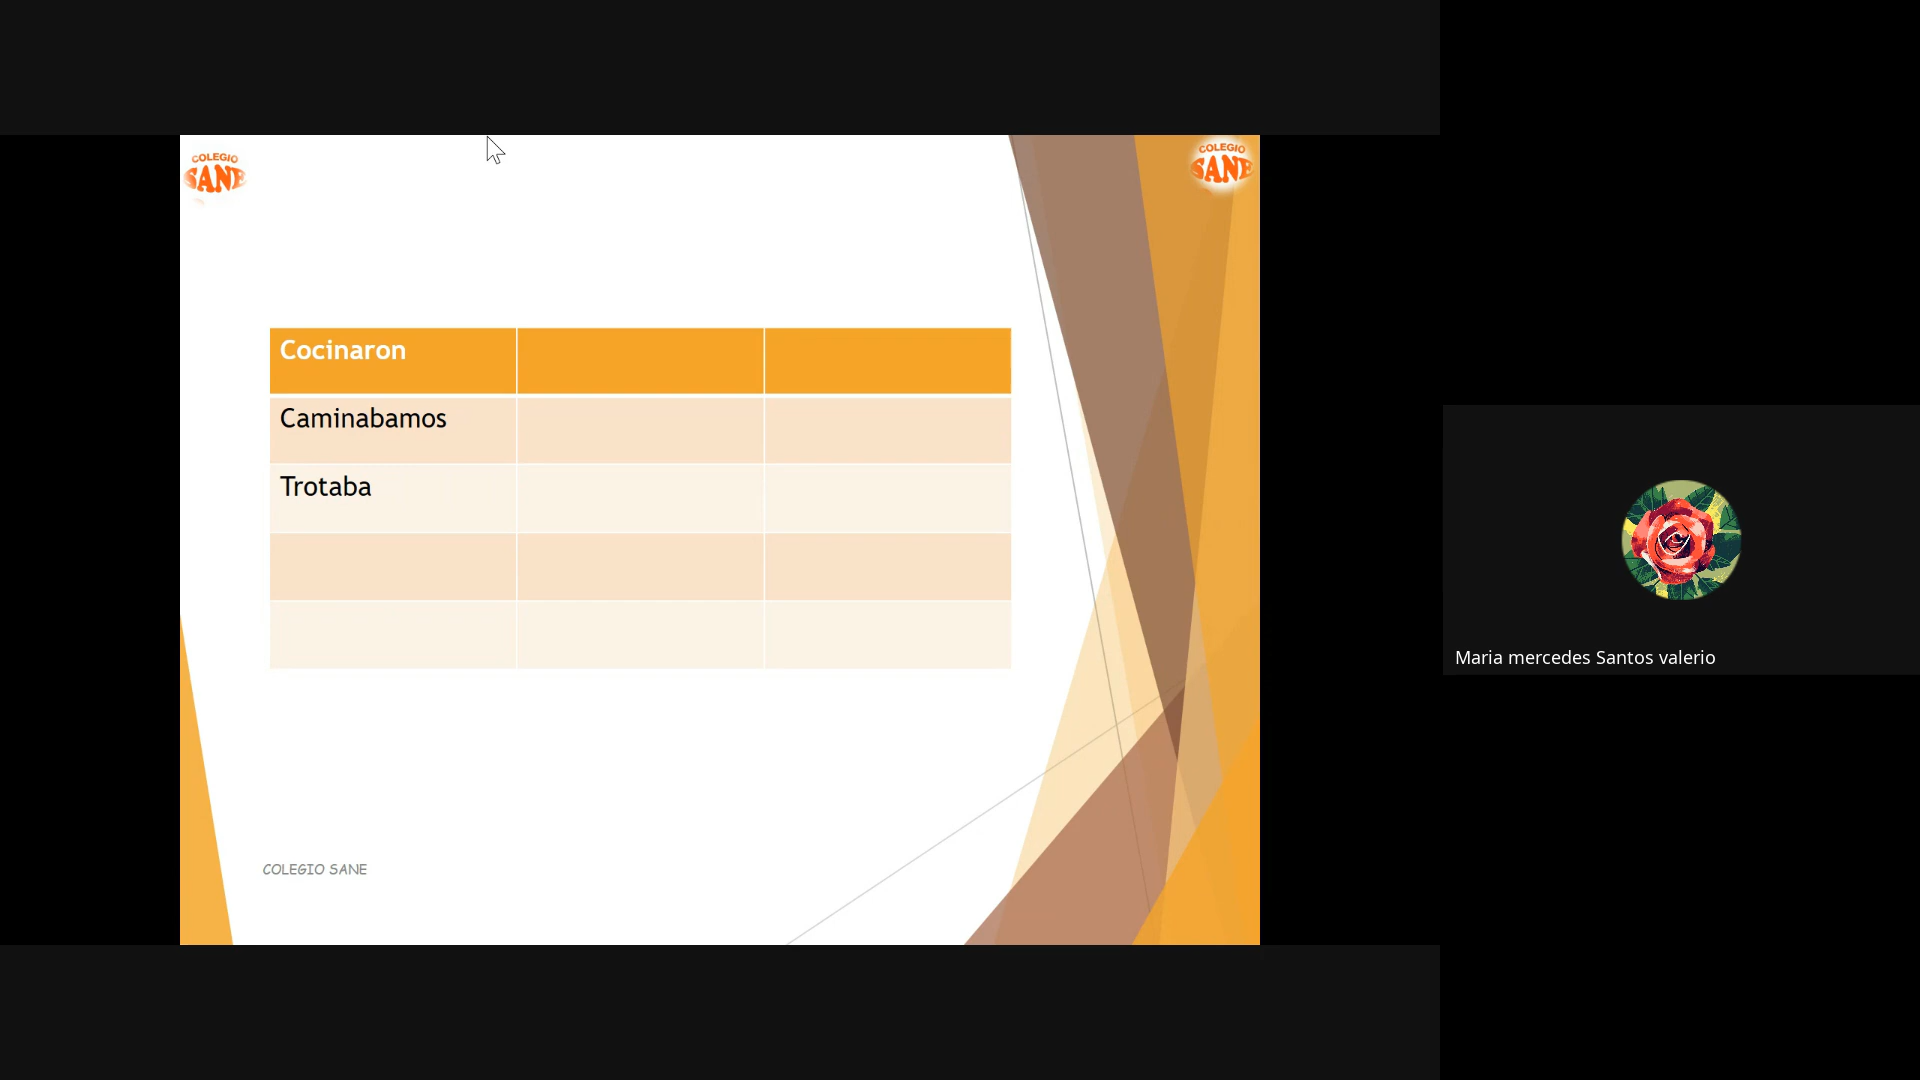 COLEGIO
SANE
COLEGIO
SANE
Cocinaron
Caminabamos
Trotaba
COLEGIO SANE
Maria mercedes Santos valerio